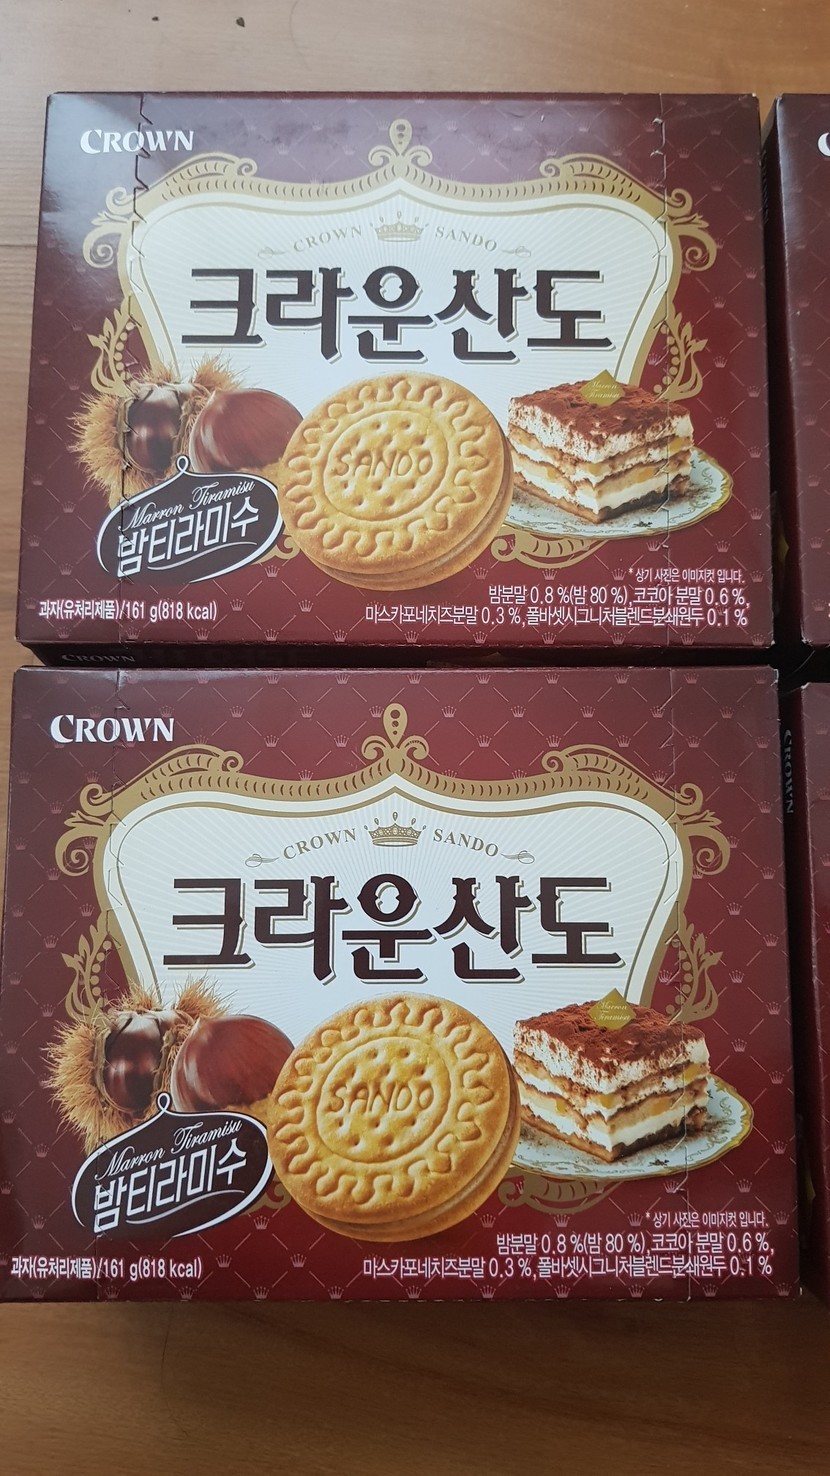 CROWN
CROWN SANDO
크라운산도
SANDO
Marron
Tiramisu
Marron Tiramisu
밤티라미수
* 상기 사진은 이미지컷 입니다.
밤분말 0.8 %(밤 80 %), 코코아 분말 0.6 %,
과자(유처리제품)/161 g(818 kcal)
마스카포네치즈분말 0.3 %, 폴바셋시그니처블렌드분쇄원두 0.1 %
CROWN
CROWN
CROWN
CROWN SANDO
크라운산도
SANDO
Marron
Tiramisu
Marron Tiramisu
밤티라미수
* 상기 사진은 이미지컷 입니다.
밤분말 0.8 %(밤 80 %), 코코아 분말 0.6 %,
과자(유처리제품)/161 g(818 kcal)
마스카포네치즈분말 0.3 %, 폴바셋시그니처블렌드분쇄원두 0.1 %